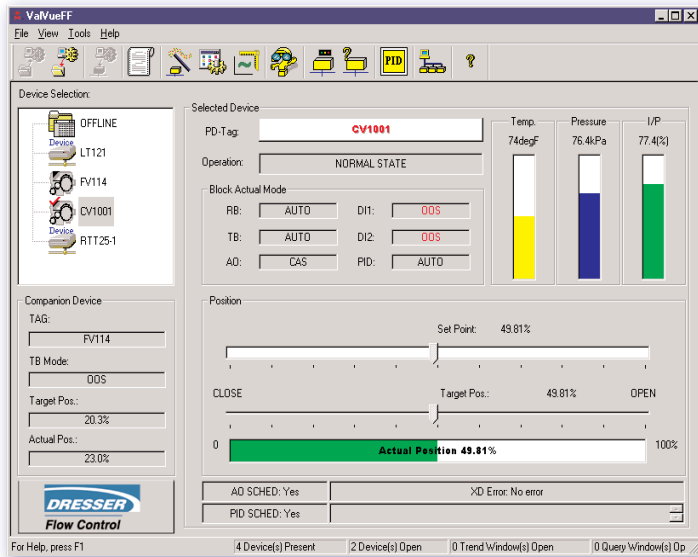 ValVueFF
File View Tools Help
PID
?
Device Selection:
OFFLINE
Device
LT121
FV114
CV1001
Device
RTT25-1
Companion Device
TAG:
FV114
TB Mode:
OOS
Target Pos.:
20.3%
Actual Pos.:
23.0%
DRESSER
Flow Control
Selected Device
PD-Tag: CV1001
Operation: NORMAL STATE
Block Actual Mode
RB: AUTO DI1: OOS
TB: AUTO DI2: OOS
AO: CAS PID: AUTO
Temp. Pressure I/P
74degF 76.4kPa 77.4(%)
Position
Set Point: 49.81%
CLOSE Target Pos.: 49.81% OPEN
0 Actual Position 49.81% 100%
AO SCHED: Yes XD Error: No error
PID SCHED: Yes
For Help, press F1 4 Device(s) Present 2 Device(s) Open 0 Trend Window(s) Open 0 Query Window(s) Op